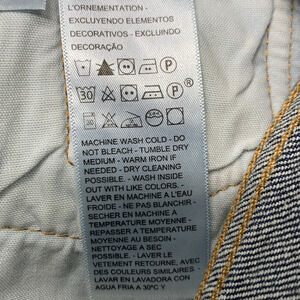 L'ORNEMENTATION -
EXCLUYENDO ELEMENTOS
DECORATIVOS - EXCLUINDO
DECORAÇÃO
P
30 P ®
MACHINE WASH COLD - DO
NOT BLEACH - TUMBLE DRY
MEDIUM - WARM IRON IF
NEEDED - DRY CLEANING
POSSIBLE. - WASH INSIDE
OUT WITH LIKE COLORS. -
LAVER EN MACHINE A L'EAU
FROIDE - NE PAS BLANCHIR -
SECHER EN MACHINE A
TEMPERATURE MOYENNE -
REPASSER A TEMPERATURE
MOYENNE AU BESOIN -
NETTOYAGE A SEC
POSSIBLE. - LAVER LE
VETEMENT RETOURNE, AVEC
DES COULEURS SIMILAIRES. -
LAVAR EN LAVADORA CON
AGUA FRIA A 30ºC Y